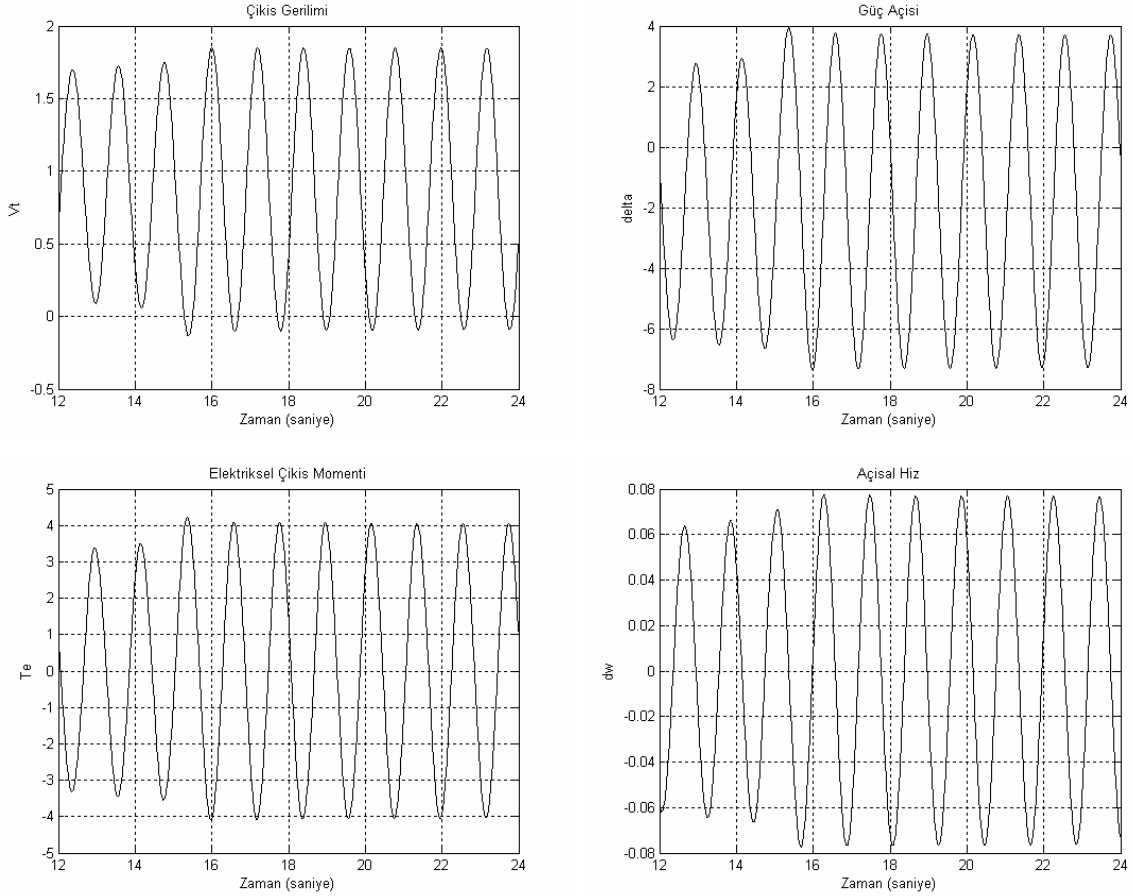 Çikis Gerilimi
2
1.5
1
0.5
0
-0.5
Vt
12 14 16 18 20 22 24
Zaman (saniye)
Güç Açisi
4
2
0
-2
-4
-6
-8
delta
12 14 16 18 20 22 24
Zaman (saniye)
Elektriksel Çikis Momenti
5
4
3
2
1
0
-1
-2
-3
-4
-5
Te
12 14 16 18 20 22 24
Zaman (saniye)
Açisal Hiz
0.08
0.06
0.04
0.02
0
-0.02
-0.04
-0.06
-0.08
dw
12 14 16 18 20 22 24
Zaman (saniye)